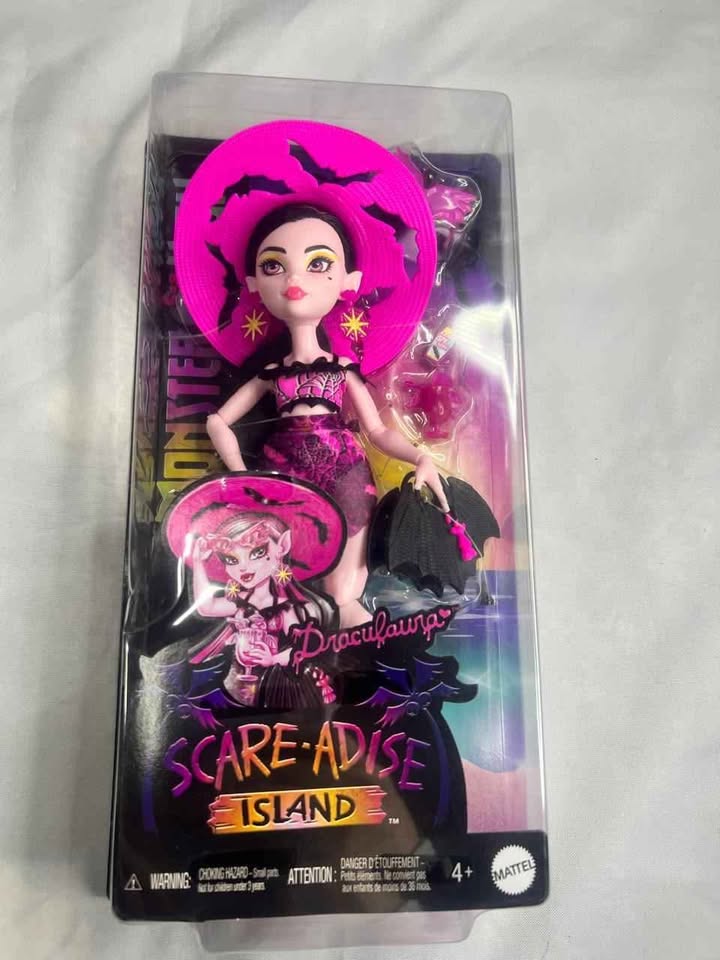 MONSTER
Draculaura
SCARE-ADISE
ISLAND
™
WARNING: CHOKING HAZARD – Small parts.
Not for children under 3 years.
ATTENTION : DANGER D'ÉTOUFFEMENT –
Petits éléments. Ne convient pas
aux enfants de moins de 36 mois.
4+
MATTEL